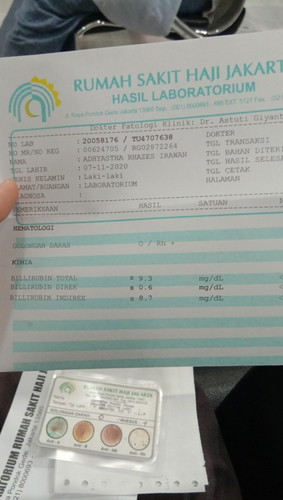 RUMAH SAKIT HAJI JAKART
HASIL LABORATORIUM
Dokter Patologi Klinik: Dr. Astuti Giyant
NO LAB : 20058176 / TU4707638 DOKTER
NO MR/NO REG : 00624705 / RG02872264 TGL TRANSAKSI
NAMA : ADHYASTHA KHAZES IRAWAN TGL BAHAN DITERI
TGL LAHIR : 07-11-2020 TGL HASIL SELESA
JENIS KELAMIN : Laki-laki TGL CETAK
ALAMAT/RUANGAN : LABORATORIUM HALAMAN
DIAGNOSA :
PEMERIKSAAN HASIL SATUAN
HEMATOLOGI
GOLONGAN DARAH O / Rh +
KIMIA
BILLIRUBIN TOTAL 9.3 mg/dL
BILLIRUBIN DIREK 0.6 mg/dL
BILLIRUBIN INDIREK 8.7 mg/dL
RUMAH SAKIT HAJI JAKARTA
ATORIUM RUMAH SAKIT HAJI